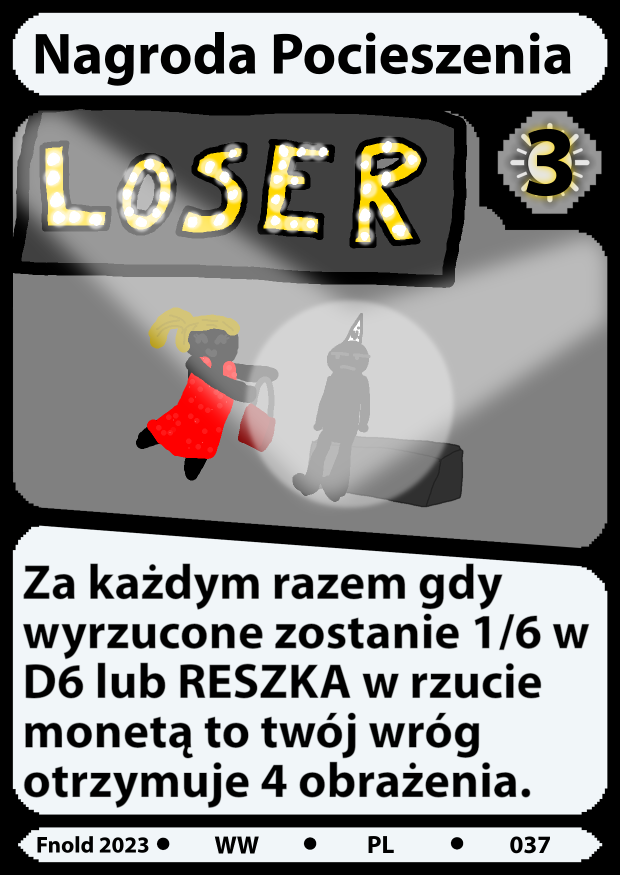 Nagroda Pocieszenia
LOSER
3
Za każdym razem gdy
wyrzucone zostanie 1/6 w
D6 lub RESZKA w rzucie
monetą to twój wróg
otrzymuje 4 obrażenia.
Fnold 2023 • WW • PL • 037